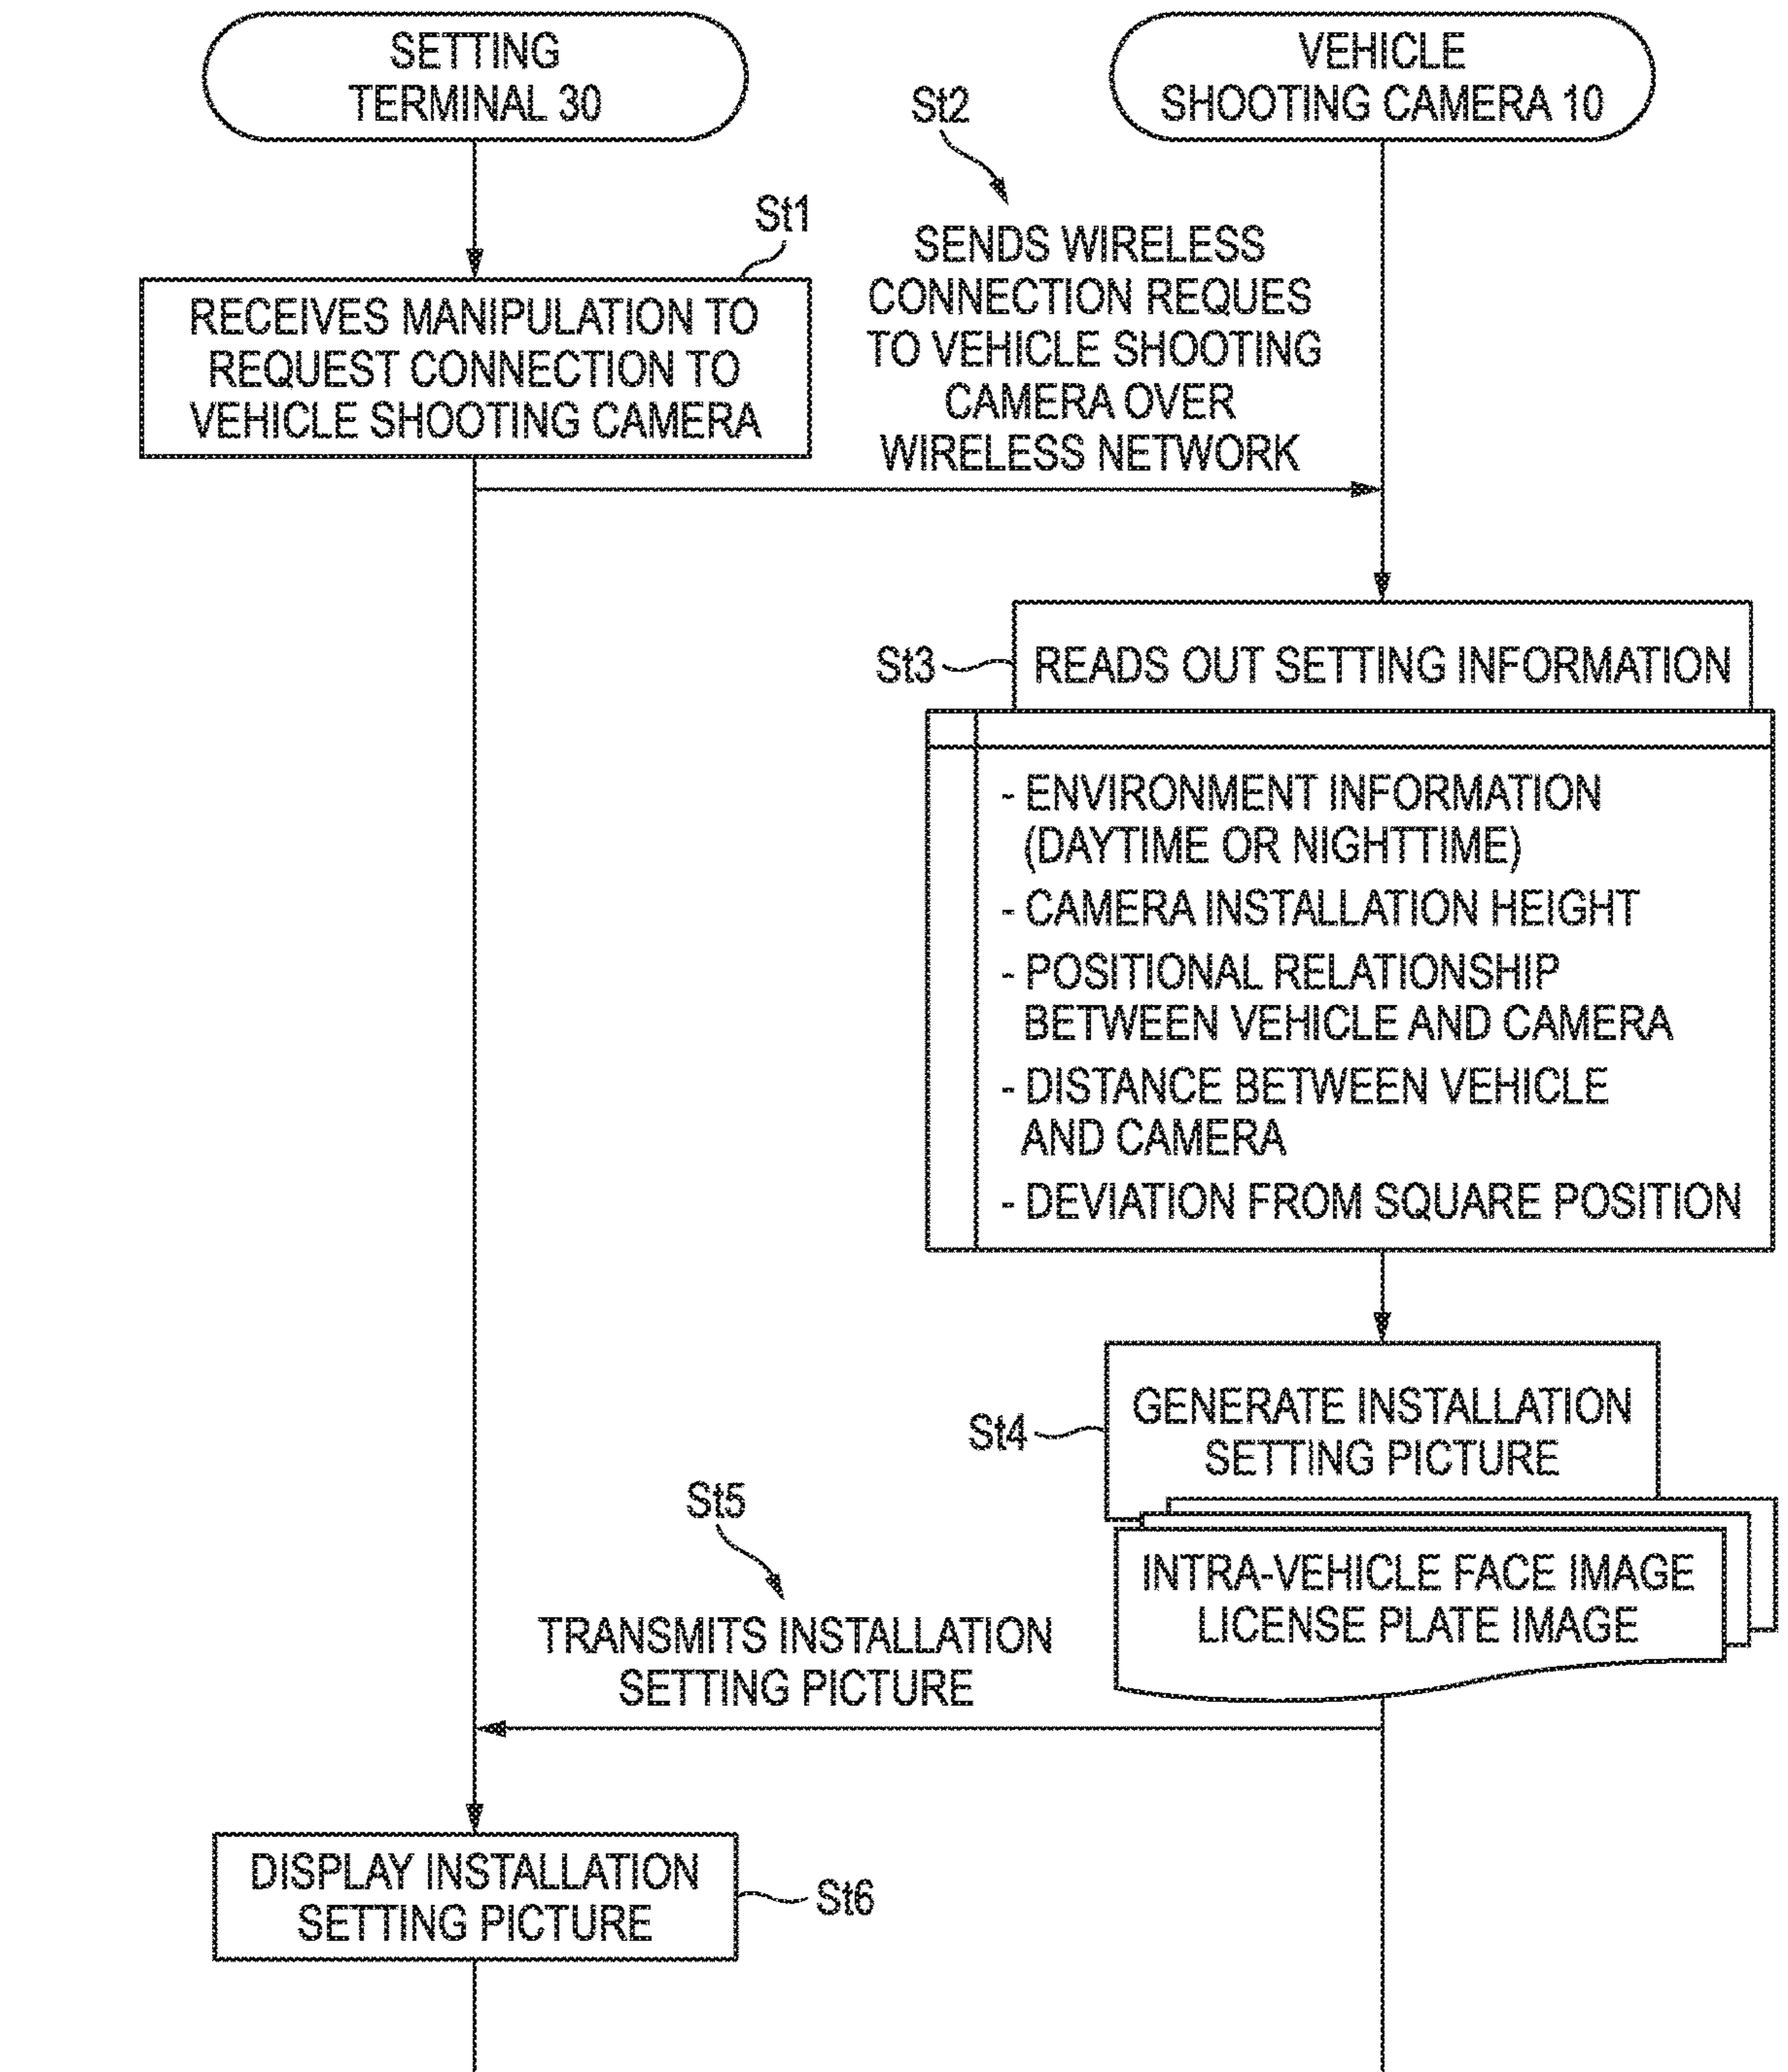 SETTING
TERMINAL 30
VEHICLE
SHOOTING CAMERA 10
St1
RECEIVES MANIPULATION TO
REQUEST CONNECTION TO
VEHICLE SHOOTING CAMERA
St2
SENDS WIRELESS
CONNECTION REQUES
TO VEHICLE SHOOTING
CAMERA OVER
WIRELESS NETWORK
St3
READS OUT SETTING INFORMATION
- ENVIRONMENT INFORMATION
(DAYTIME OR NIGHTTIME)
- CAMERA INSTALLATION HEIGHT
- POSITIONAL RELATIONSHIP
BETWEEN VEHICLE AND CAMERA
- DISTANCE BETWEEN VEHICLE
AND CAMERA
- DEVIATION FROM SQUARE POSITION
St4
GENERATE INSTALLATION
SETTING PICTURE
INTRA-VEHICLE FACE IMAGE
LICENSE PLATE IMAGE
St5
TRANSMITS INSTALLATION
SETTING PICTURE
DISPLAY INSTALLATION
SETTING PICTURE
St6